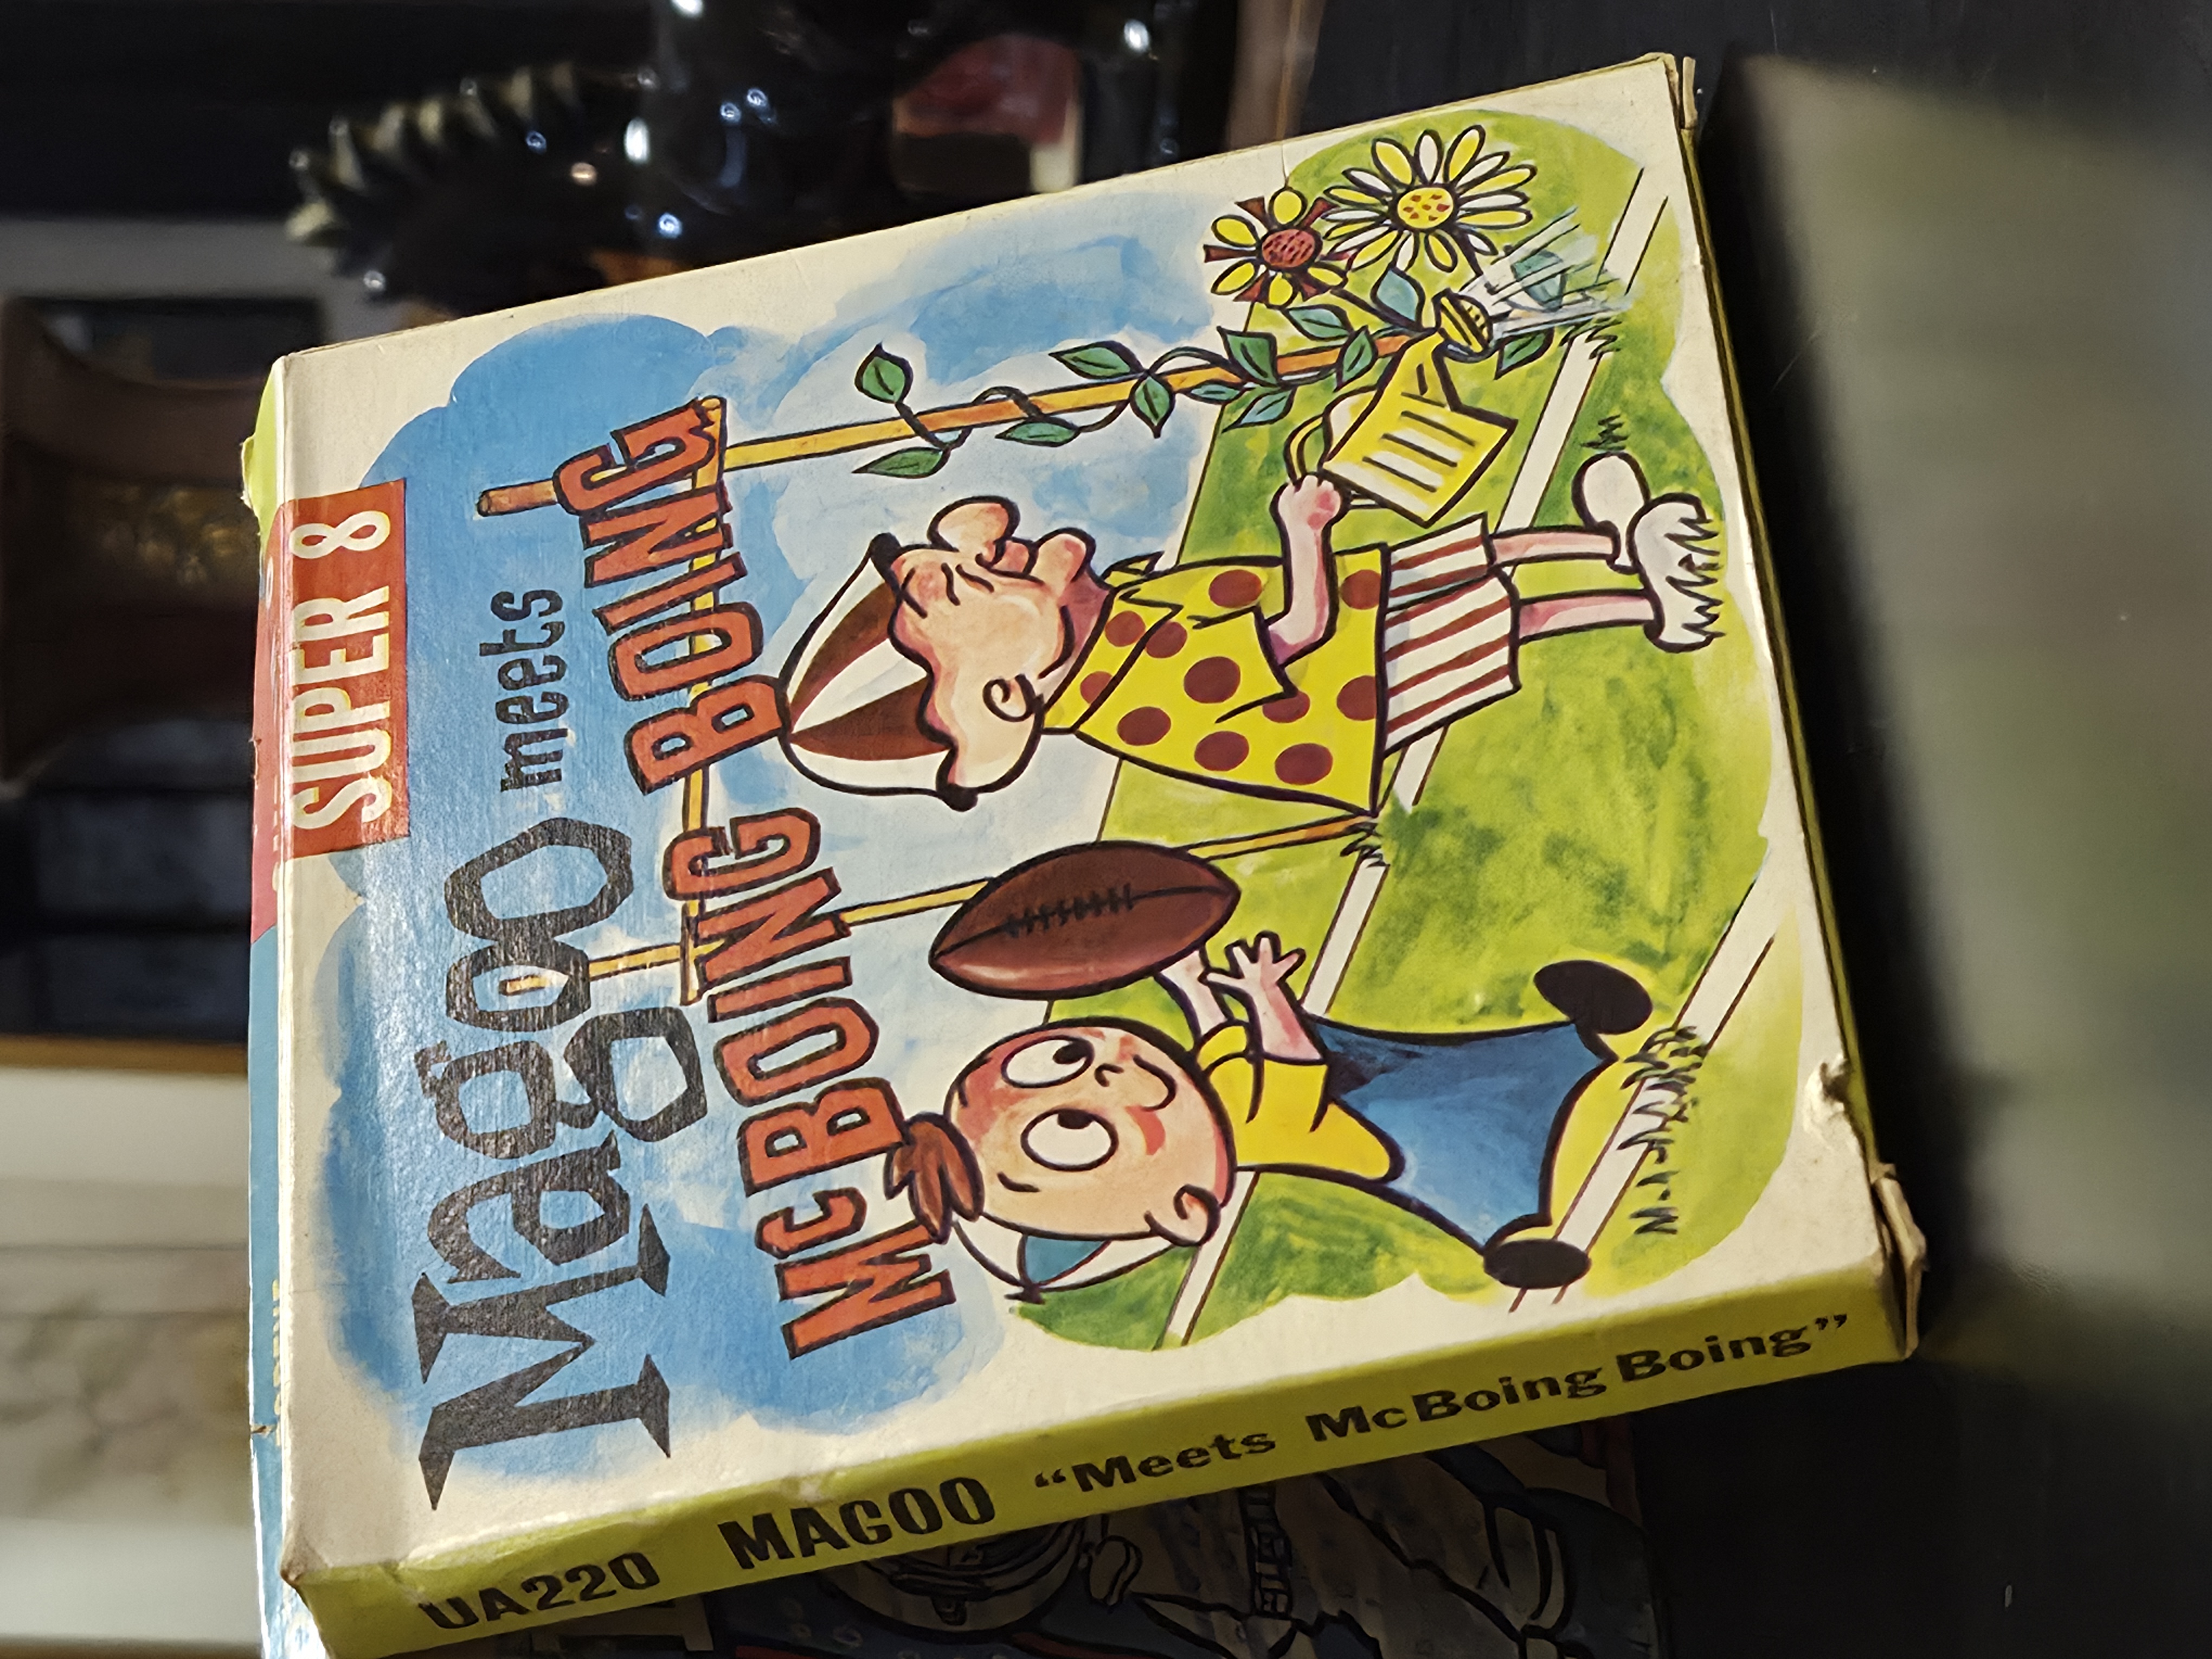 SUPER 8
Magoo meets
McBOING BOING
UA220 MAGOO “Meets McBoing Boing”